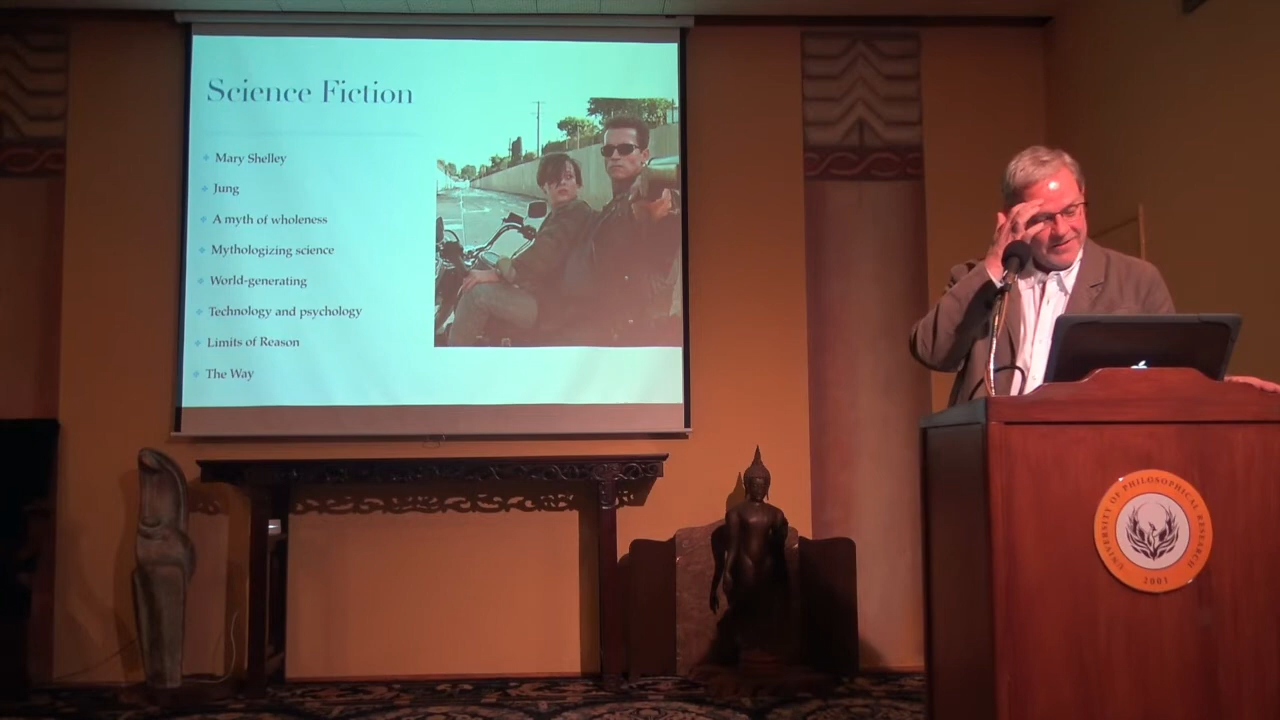 Science Fiction
Mary Shelley
Jung
A myth of wholeness
Mythologizing science
World-generating
Technology and psychology
Limits of Reason
The Way
UNIVERSITY OF PHILOSOPHICAL RESEARCH
2001